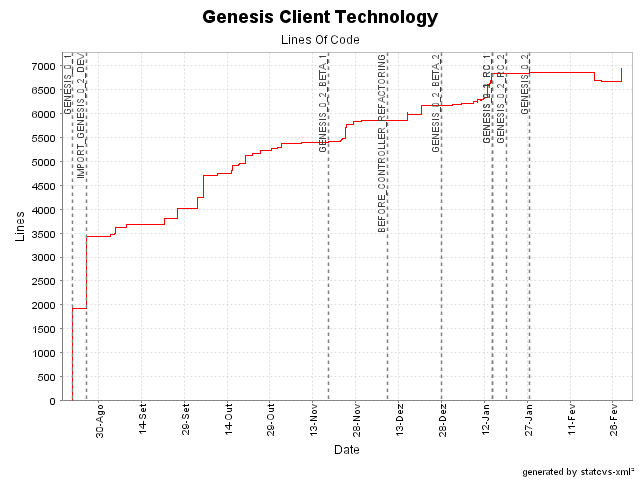 Genesis Client Technology
Lines Of Code
Lines
7000
6500
6000
5500
5000
4500
4000
3500
3000
2500
2000
1500
1000
500
0
GENESIS_0_1
IMPORT_GENESIS_0_2_DEV
GENESIS_0_2_BETA_1
BEFORE_CONTROLLER_REFACTORING
GENESIS_0_2_BETA_2
GENESIS_0_2_RC_1
GENESIS_0_2_RC_2
GENESIS_0_2
30-Ago
14-Set
29-Set
14-Out
29-Out
13-Nov
28-Nov
13-Dez
28-Dez
12-Jan
27-Jan
11-Fev
26-Fev
Date
generated by statcvs-xml²